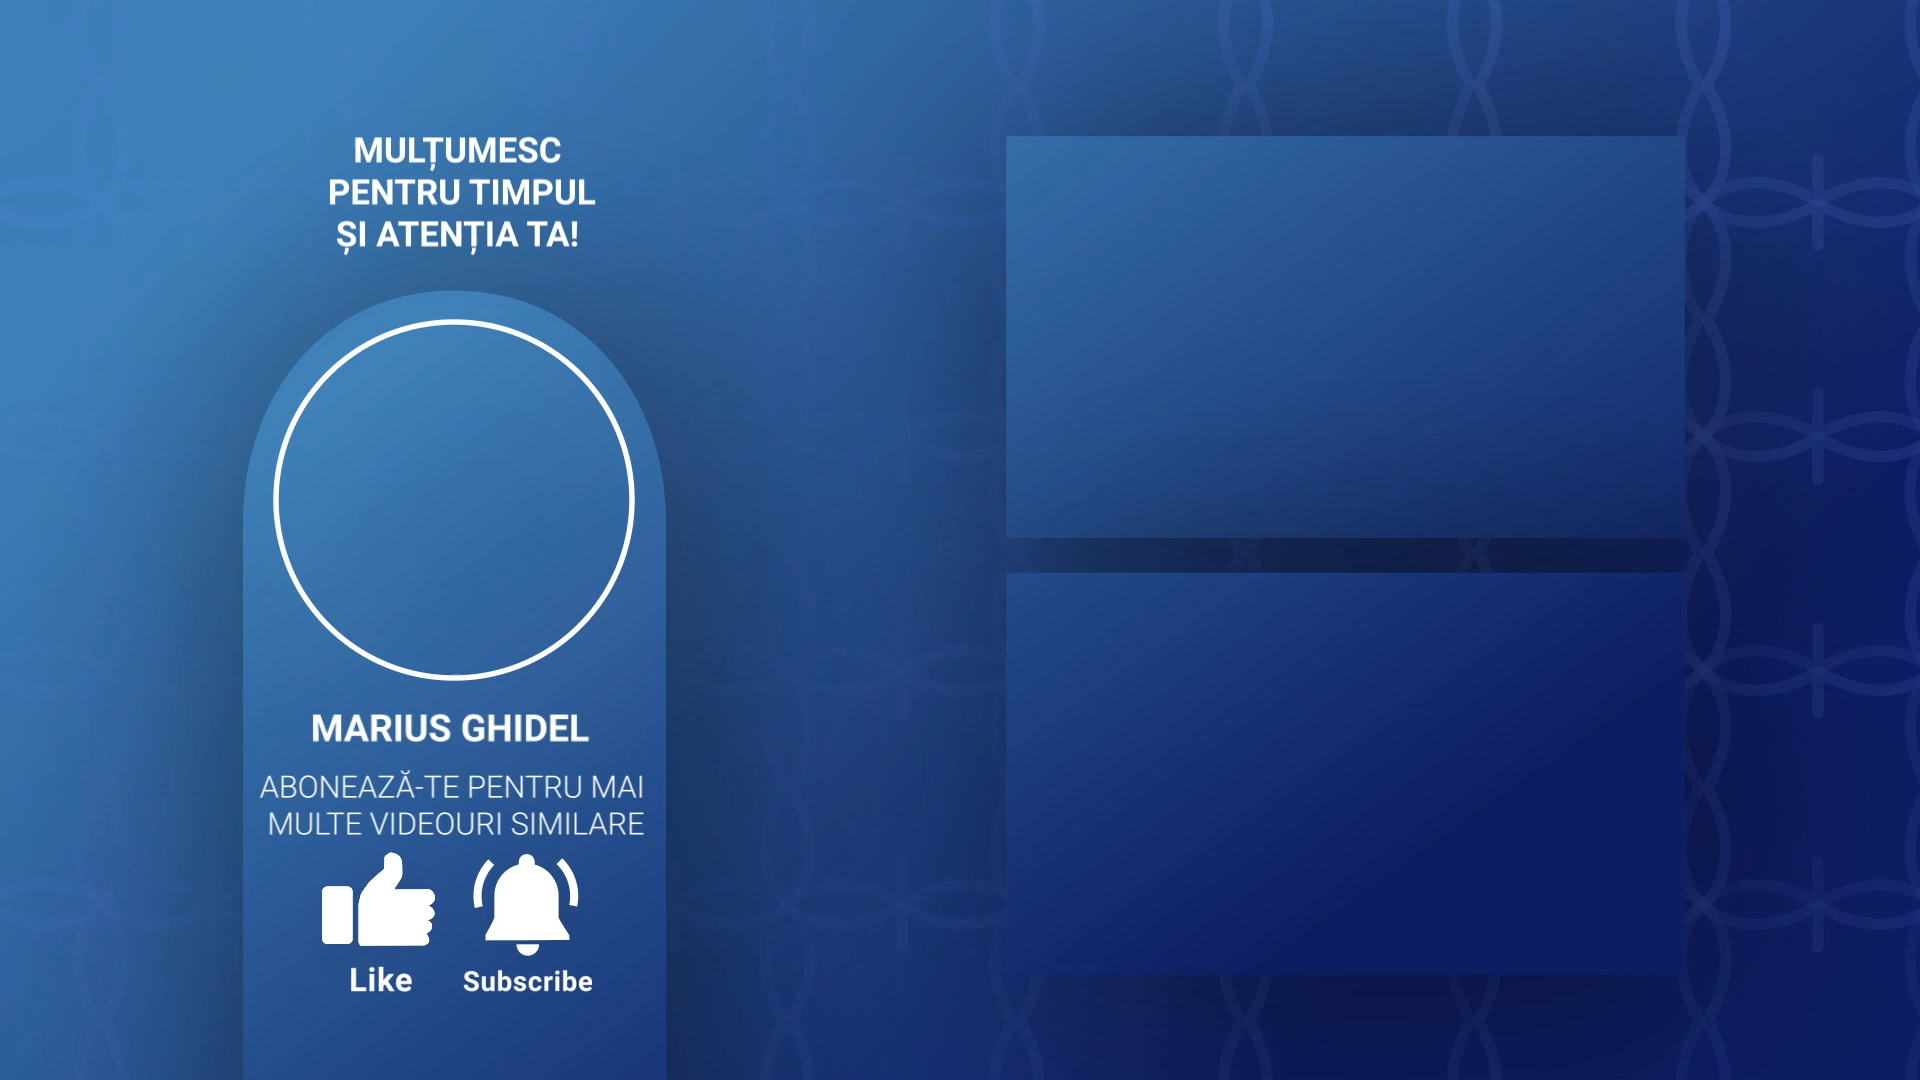 MULȚUMESC
PENTRU TIMPUL
ȘI ATENȚIA TA!
MARIUS GHIDEL
ABONEAZĂ-TE PENTRU MAI
MULTE VIDEOURI SIMILARE
Like
Subscribe